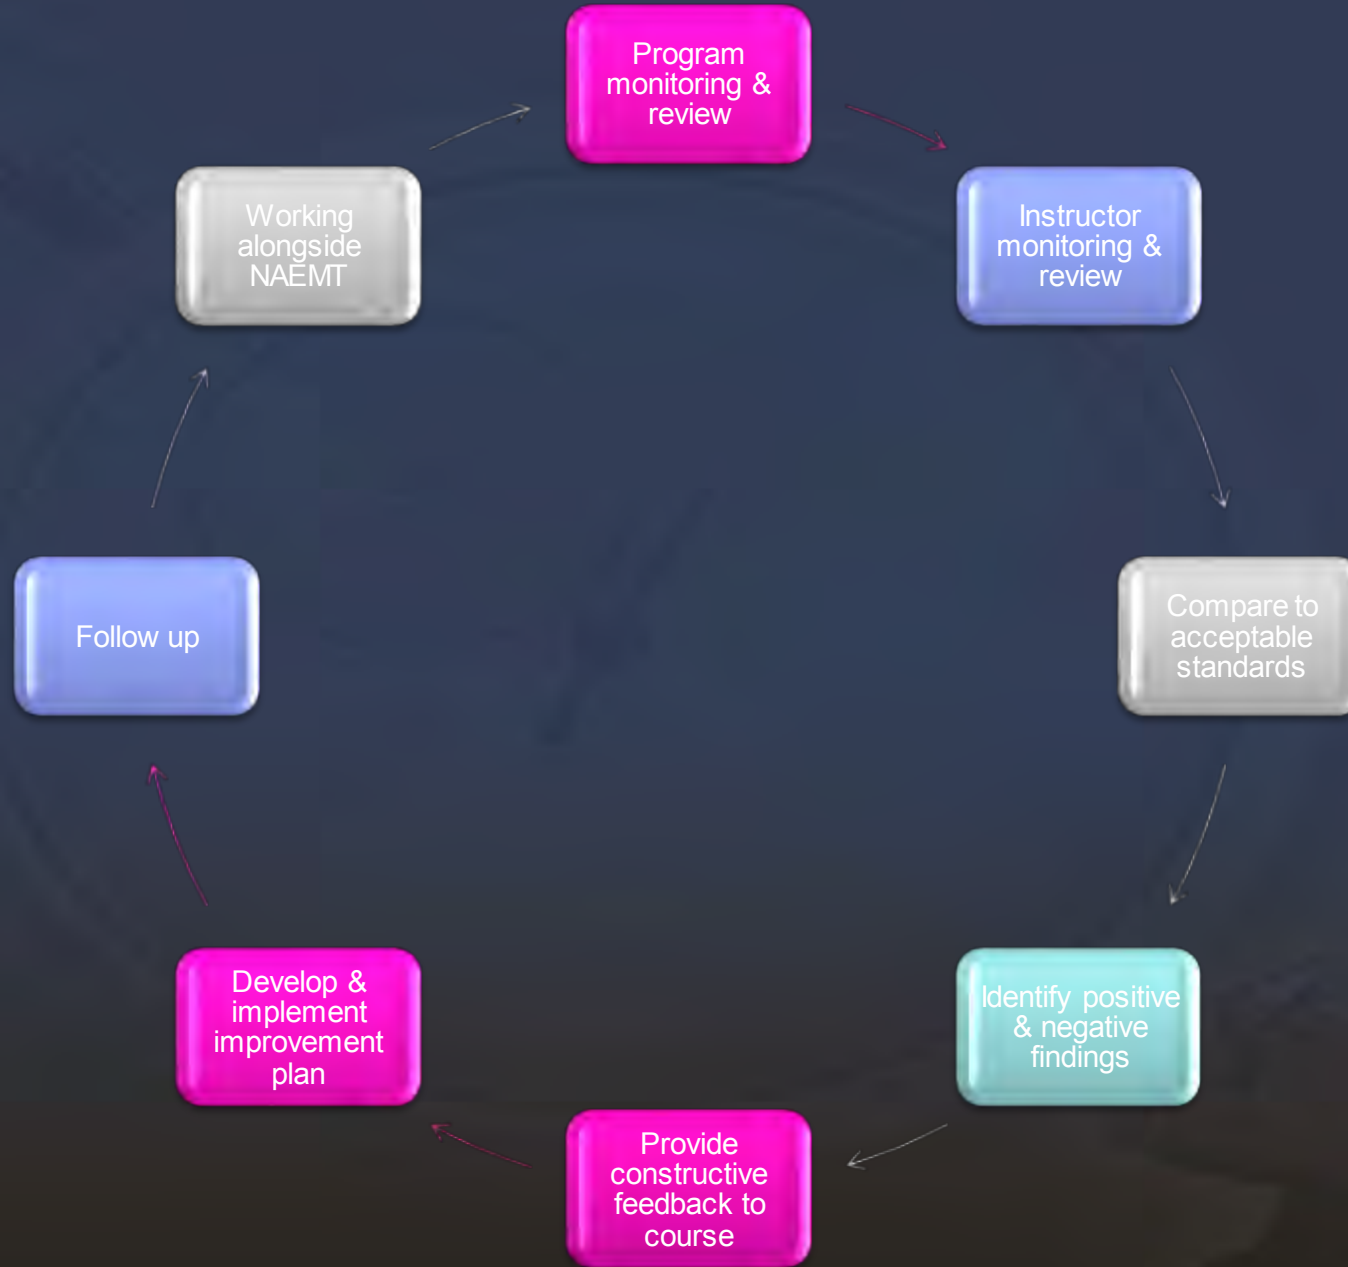 Program
monitoring &
review
Instructor
monitoring &
review
Compare to
acceptable
standards
Identify positive
& negative
findings
Provide
constructive
feedback to
course
Develop &
implement
improvement
plan
Follow up
Working
alongside
NAEMT